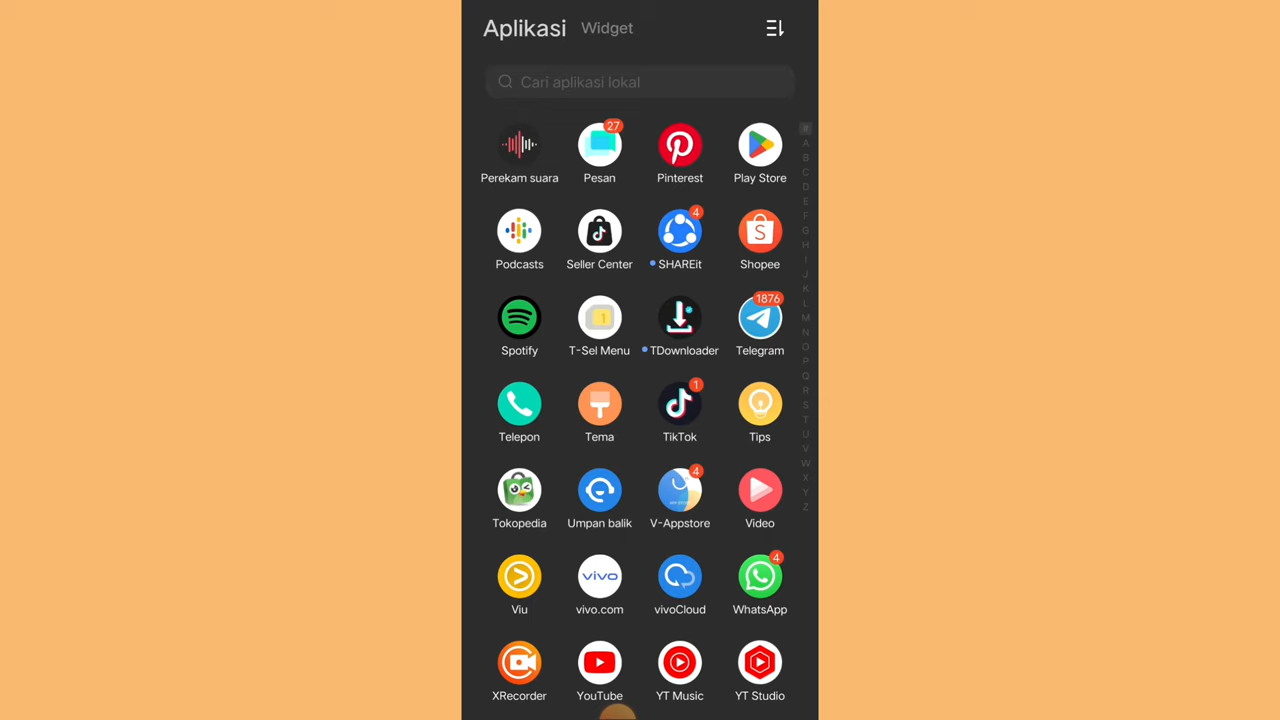 Aplikasi Widget
Cari aplikasi lokal
27
Perekam suara Pesan Pinterest Play Store
4
Podcasts Seller Center SHAREit Shopee
1 1876
Spotify T-Sel Menu TDownloader Telegram
1
Telepon Tema TikTok Tips
4
Tokopedia Umpan balik V-Appstore Video
vivo 4
Viu vivo.com vivoCloud WhatsApp
XRecorder YouTube YT Music YT Studio
#
A
B
C
D
E
F
G
H
I
J
K
L
M
N
O
P
Q
R
S
T
U
V
W
X
Y
Z